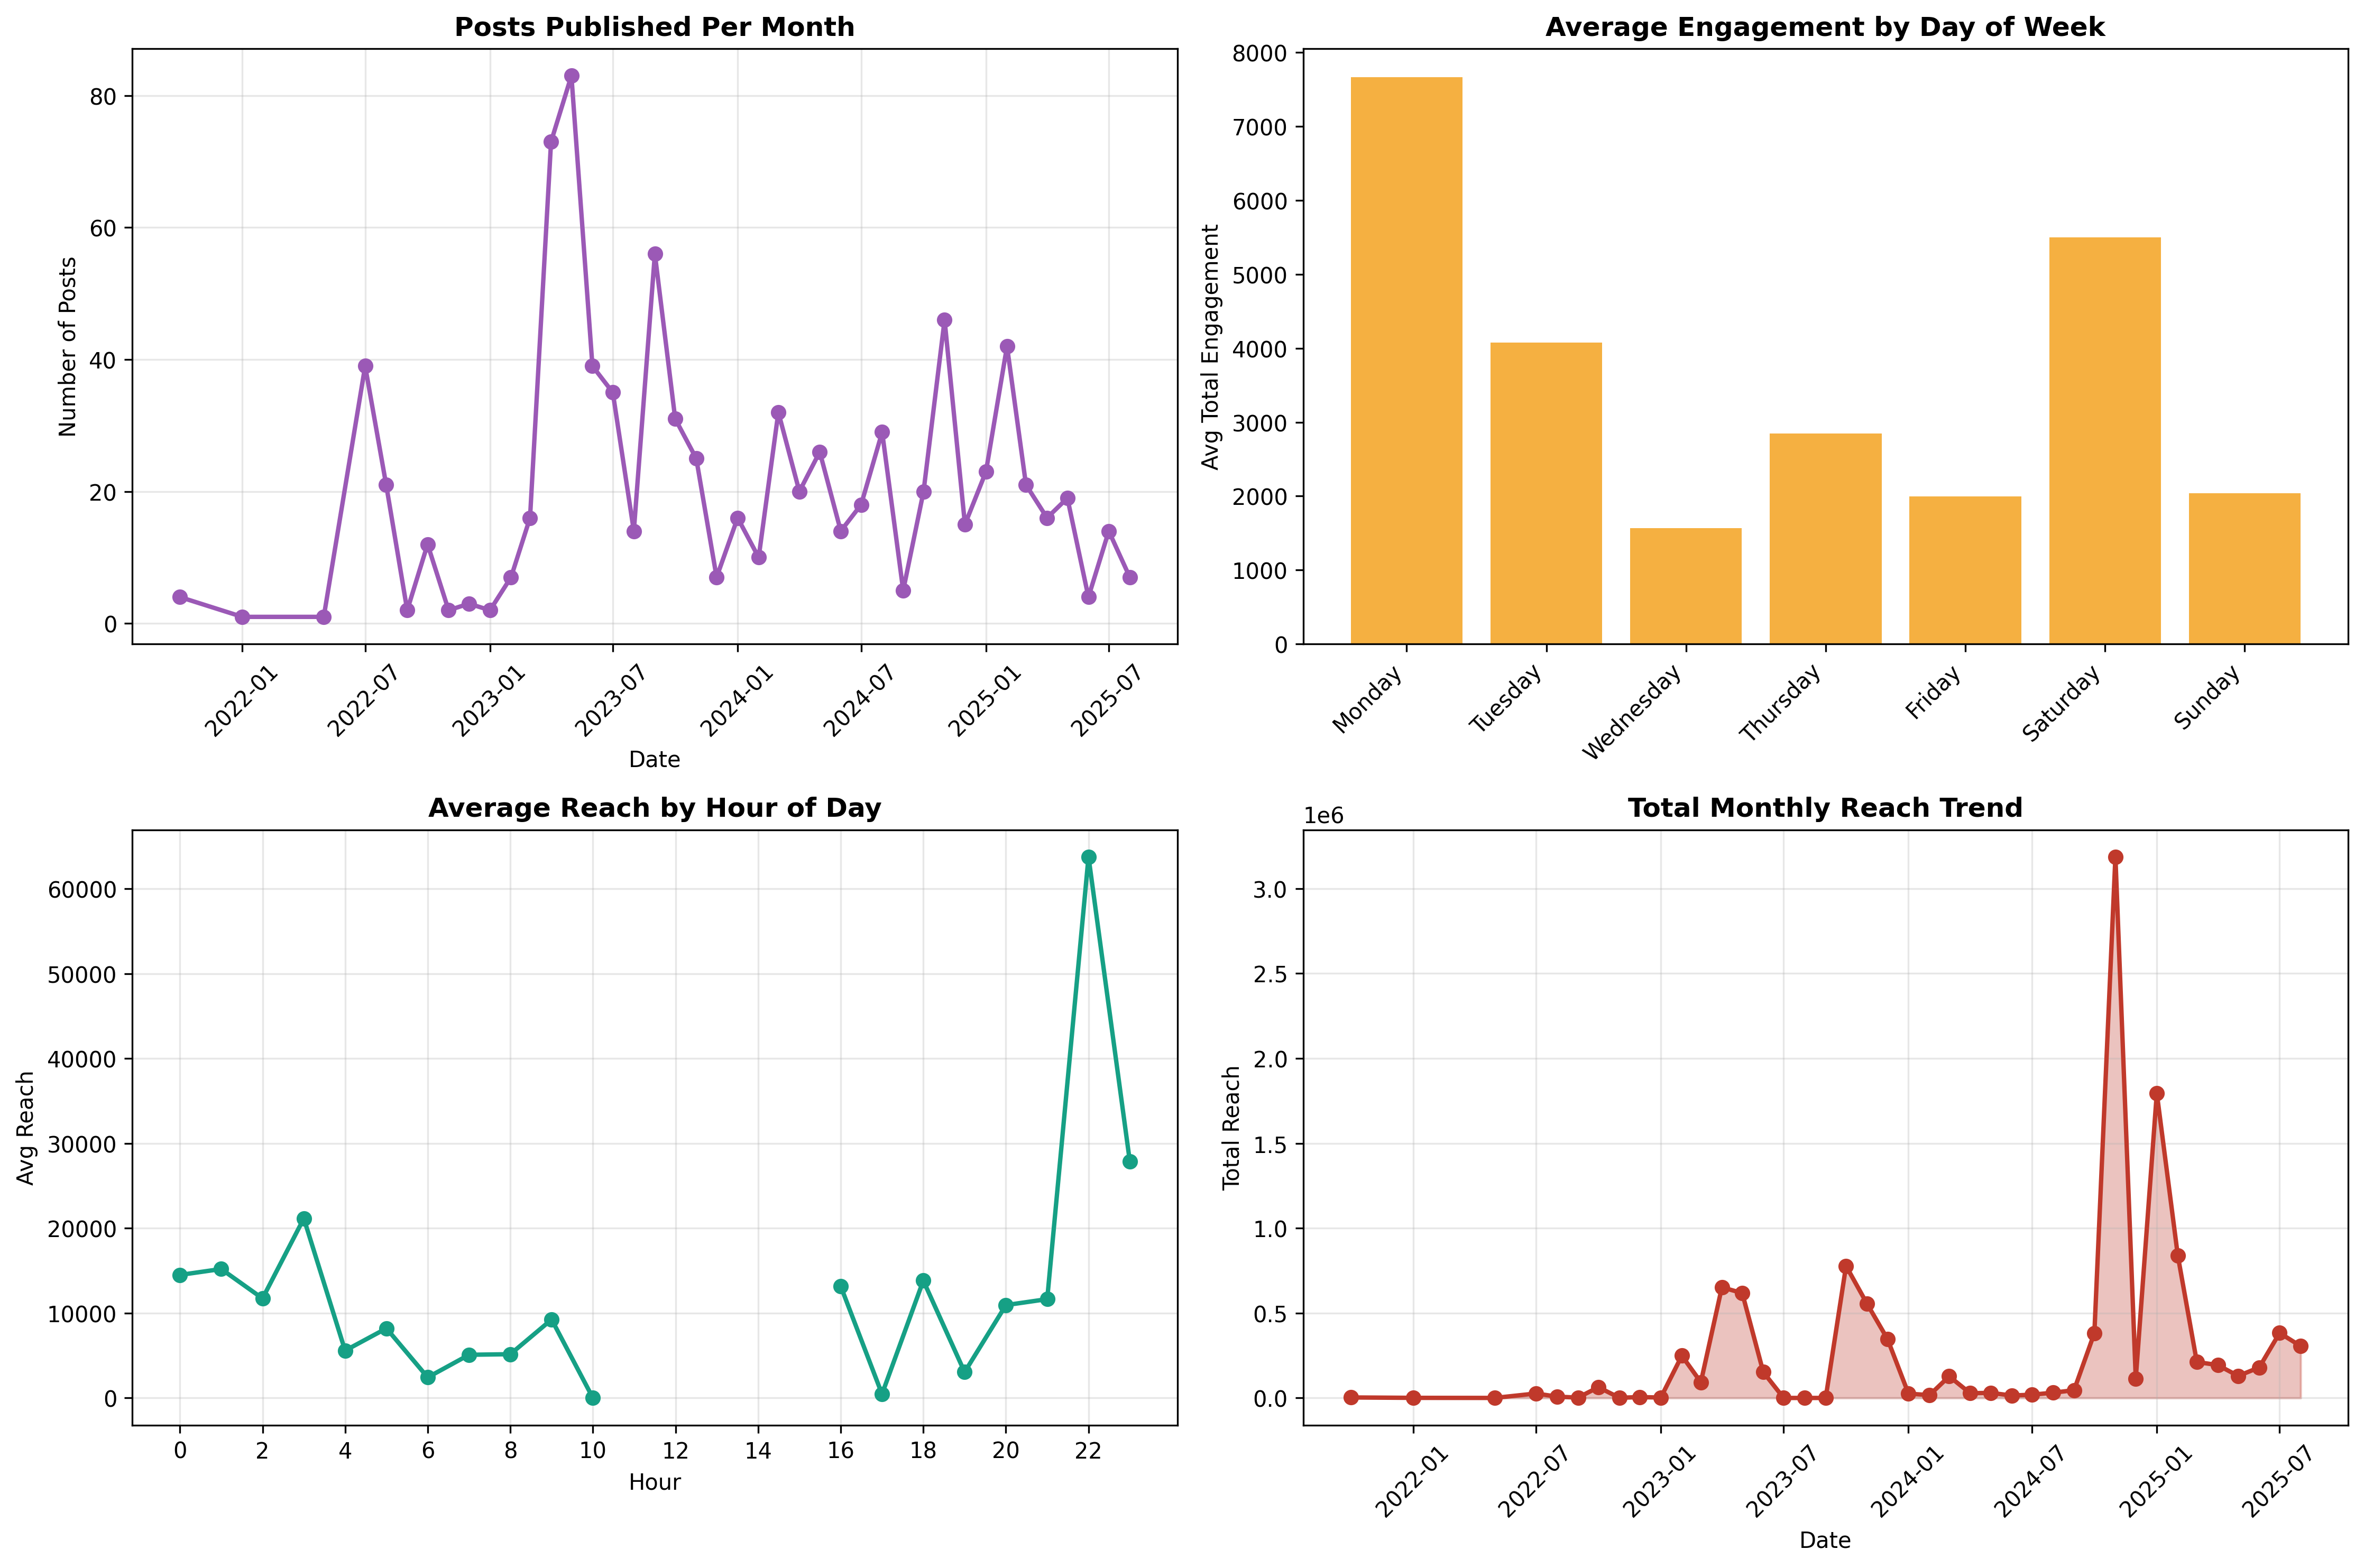 Posts Published Per Month
Number of Posts
80
60
40
20
0
2022-01
2022-07
2023-01
2023-07
2024-01
2024-07
2025-01
2025-07
Date
Average Engagement by Day of Week
Avg Total Engagement
8000
7000
6000
5000
4000
3000
2000
1000
0
Monday
Tuesday
Wednesday
Thursday
Friday
Saturday
Sunday
Average Reach by Hour of Day
Avg Reach
60000
50000
40000
30000
20000
10000
0
0 2 4 6 8 10 12 14 16 18 20 22
Hour
Total Monthly Reach Trend
1e6
Total Reach
3.0
2.5
2.0
1.5
1.0
0.5
0.0
2022-01
2022-07
2023-01
2023-07
2024-01
2024-07
2025-01
2025-07
Date